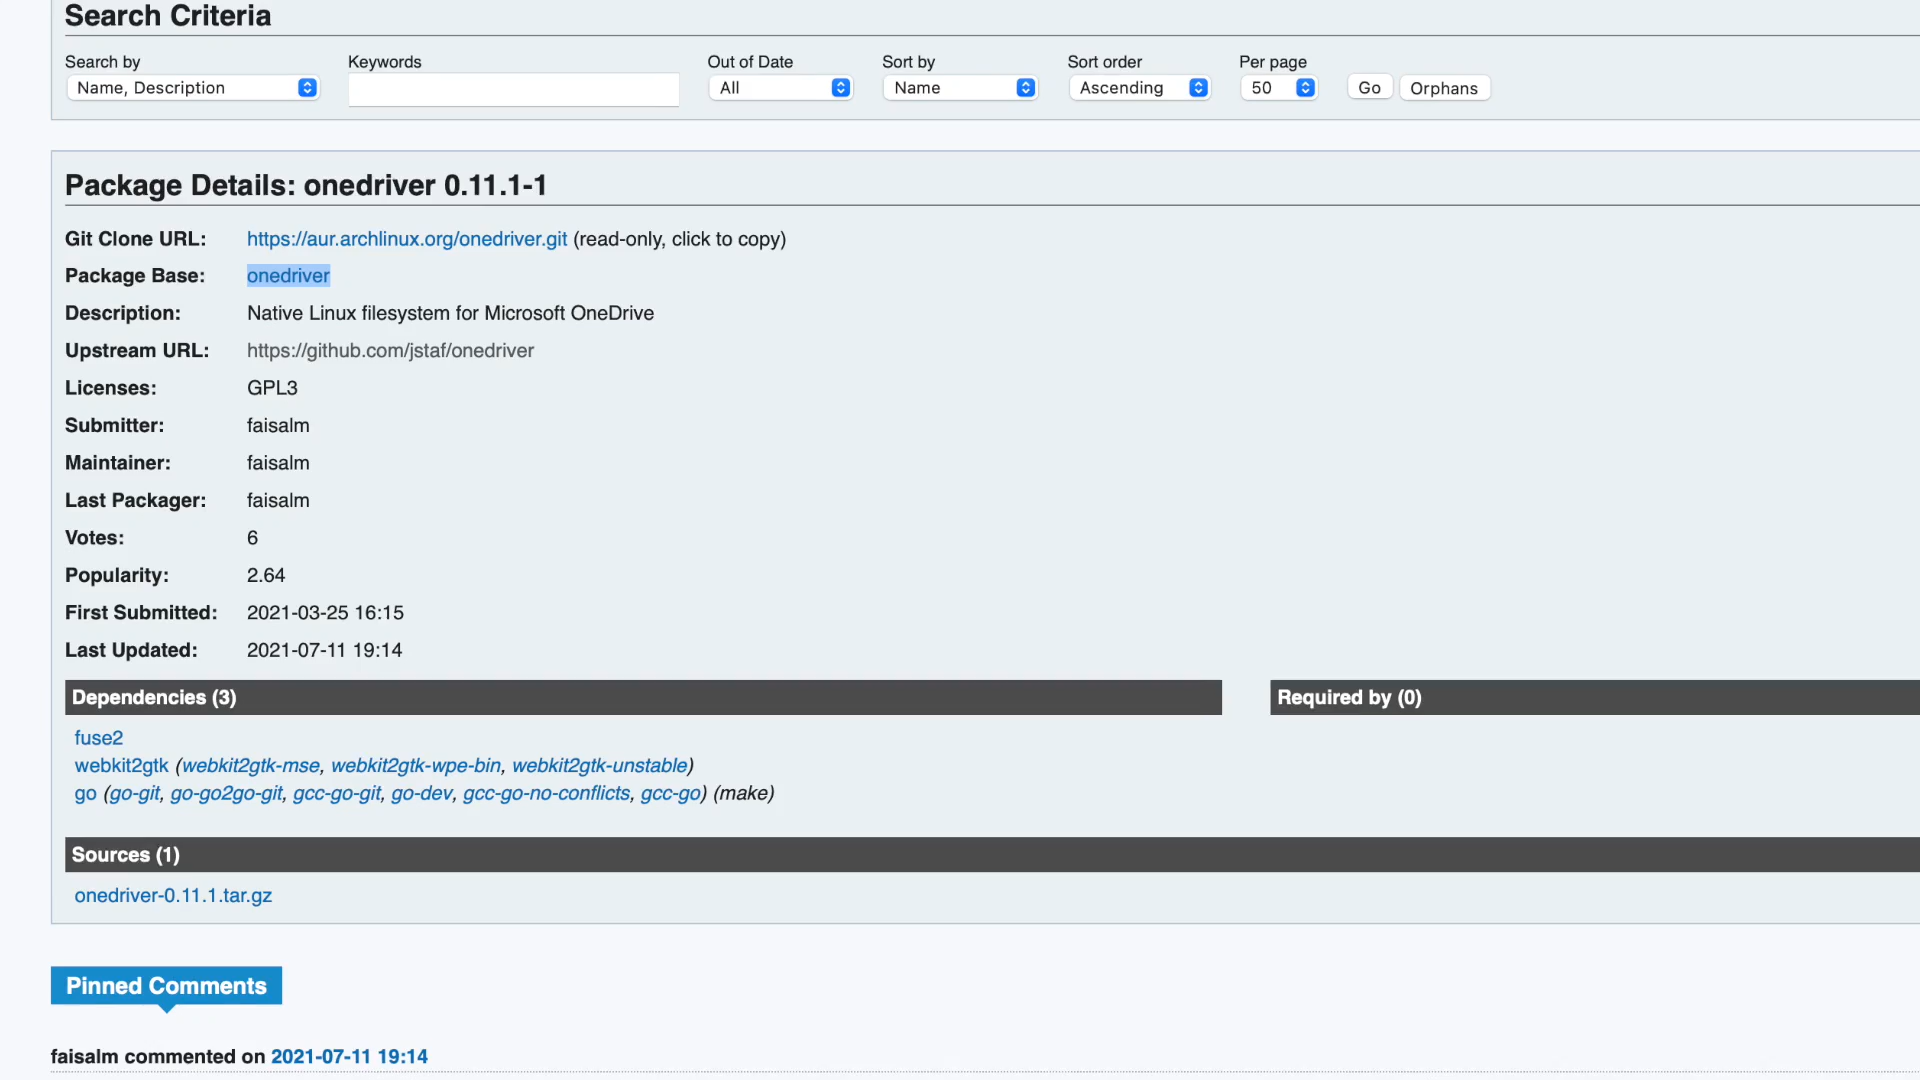 Search Criteria
Search by Keywords Out of Date Sort by Sort order Per page
Name, Description All Name Ascending 50 Go Orphans
Package Details: onedriver 0.11.1-1
Git Clone URL: https://aur.archlinux.org/onedriver.git (read-only, click to copy)
Package Base: onedriver
Description: Native Linux filesystem for Microsoft OneDrive
Upstream URL: https://github.com/jstaf/onedriver
Licenses: GPL3
Submitter: faisalm
Maintainer: faisalm
Last Packager: faisalm
Votes: 6
Popularity: 2.64
First Submitted: 2021-03-25 16:15
Last Updated: 2021-07-11 19:14
Dependencies (3)
fuse2
webkit2gtk (webkit2gtk-mse, webkit2gtk-wpe-bin, webkit2gtk-unstable)
go (go-git, go-go2go-git, gcc-go-git, go-dev, gcc-go-no-conflicts, gcc-go) (make)
Required by (0)
Sources (1)
onedriver-0.11.1.tar.gz
Pinned Comments
faisalm commented on 2021-07-11 19:14